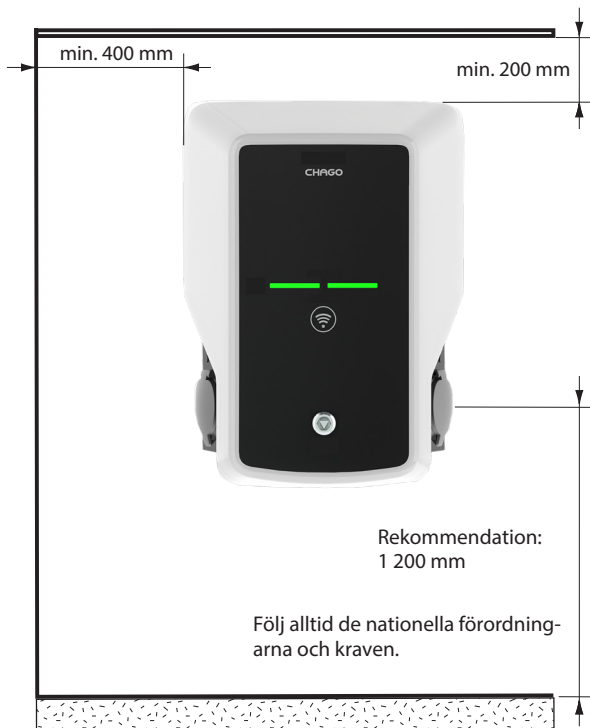 min. 400 mm
min. 200 mm
CHAGO
Rekommendation:
1 200 mm
Följ alltid de nationella förordning-
arna och kraven.